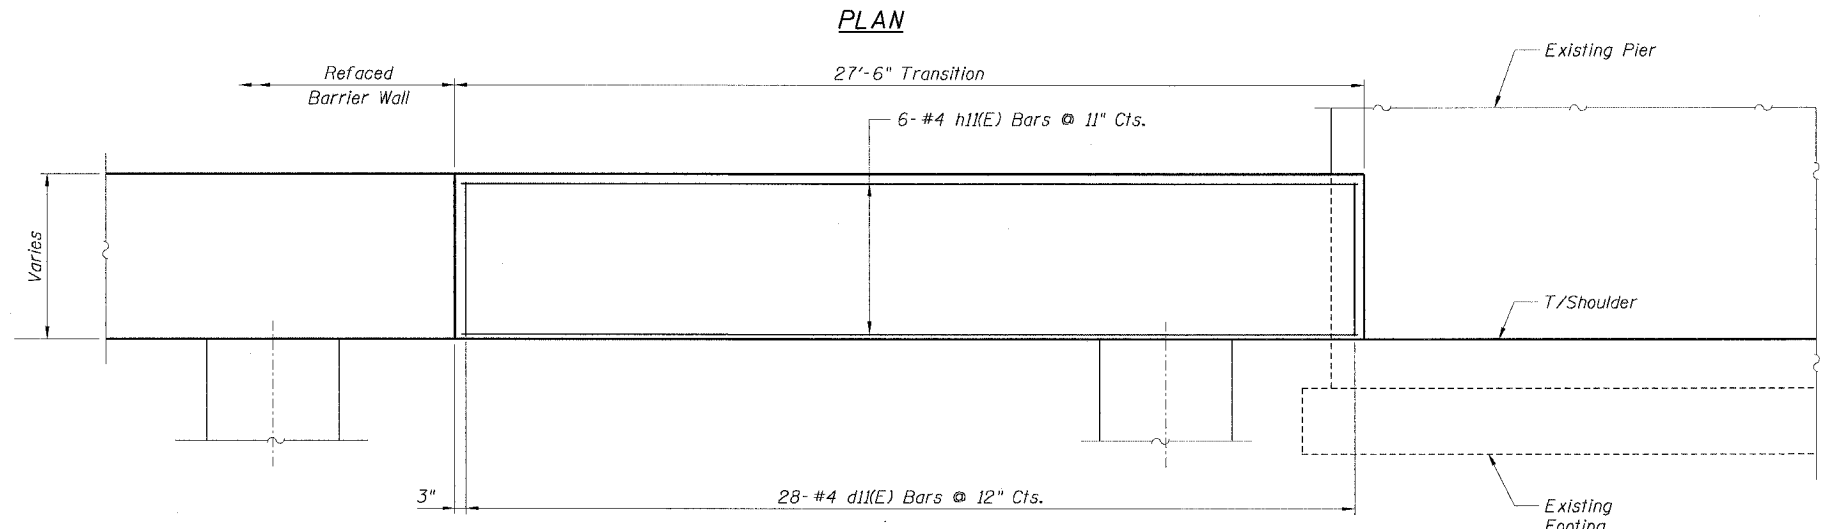 PLAN
Existing Pier
Refaced
Barrier Wall
27'-6" Transition
6-#4 h11(E) Bars @ 11" Cts.
Varies
T/Shoulder
3"
28-#4 d11(E) Bars @ 12" Cts.
Existing
Footing